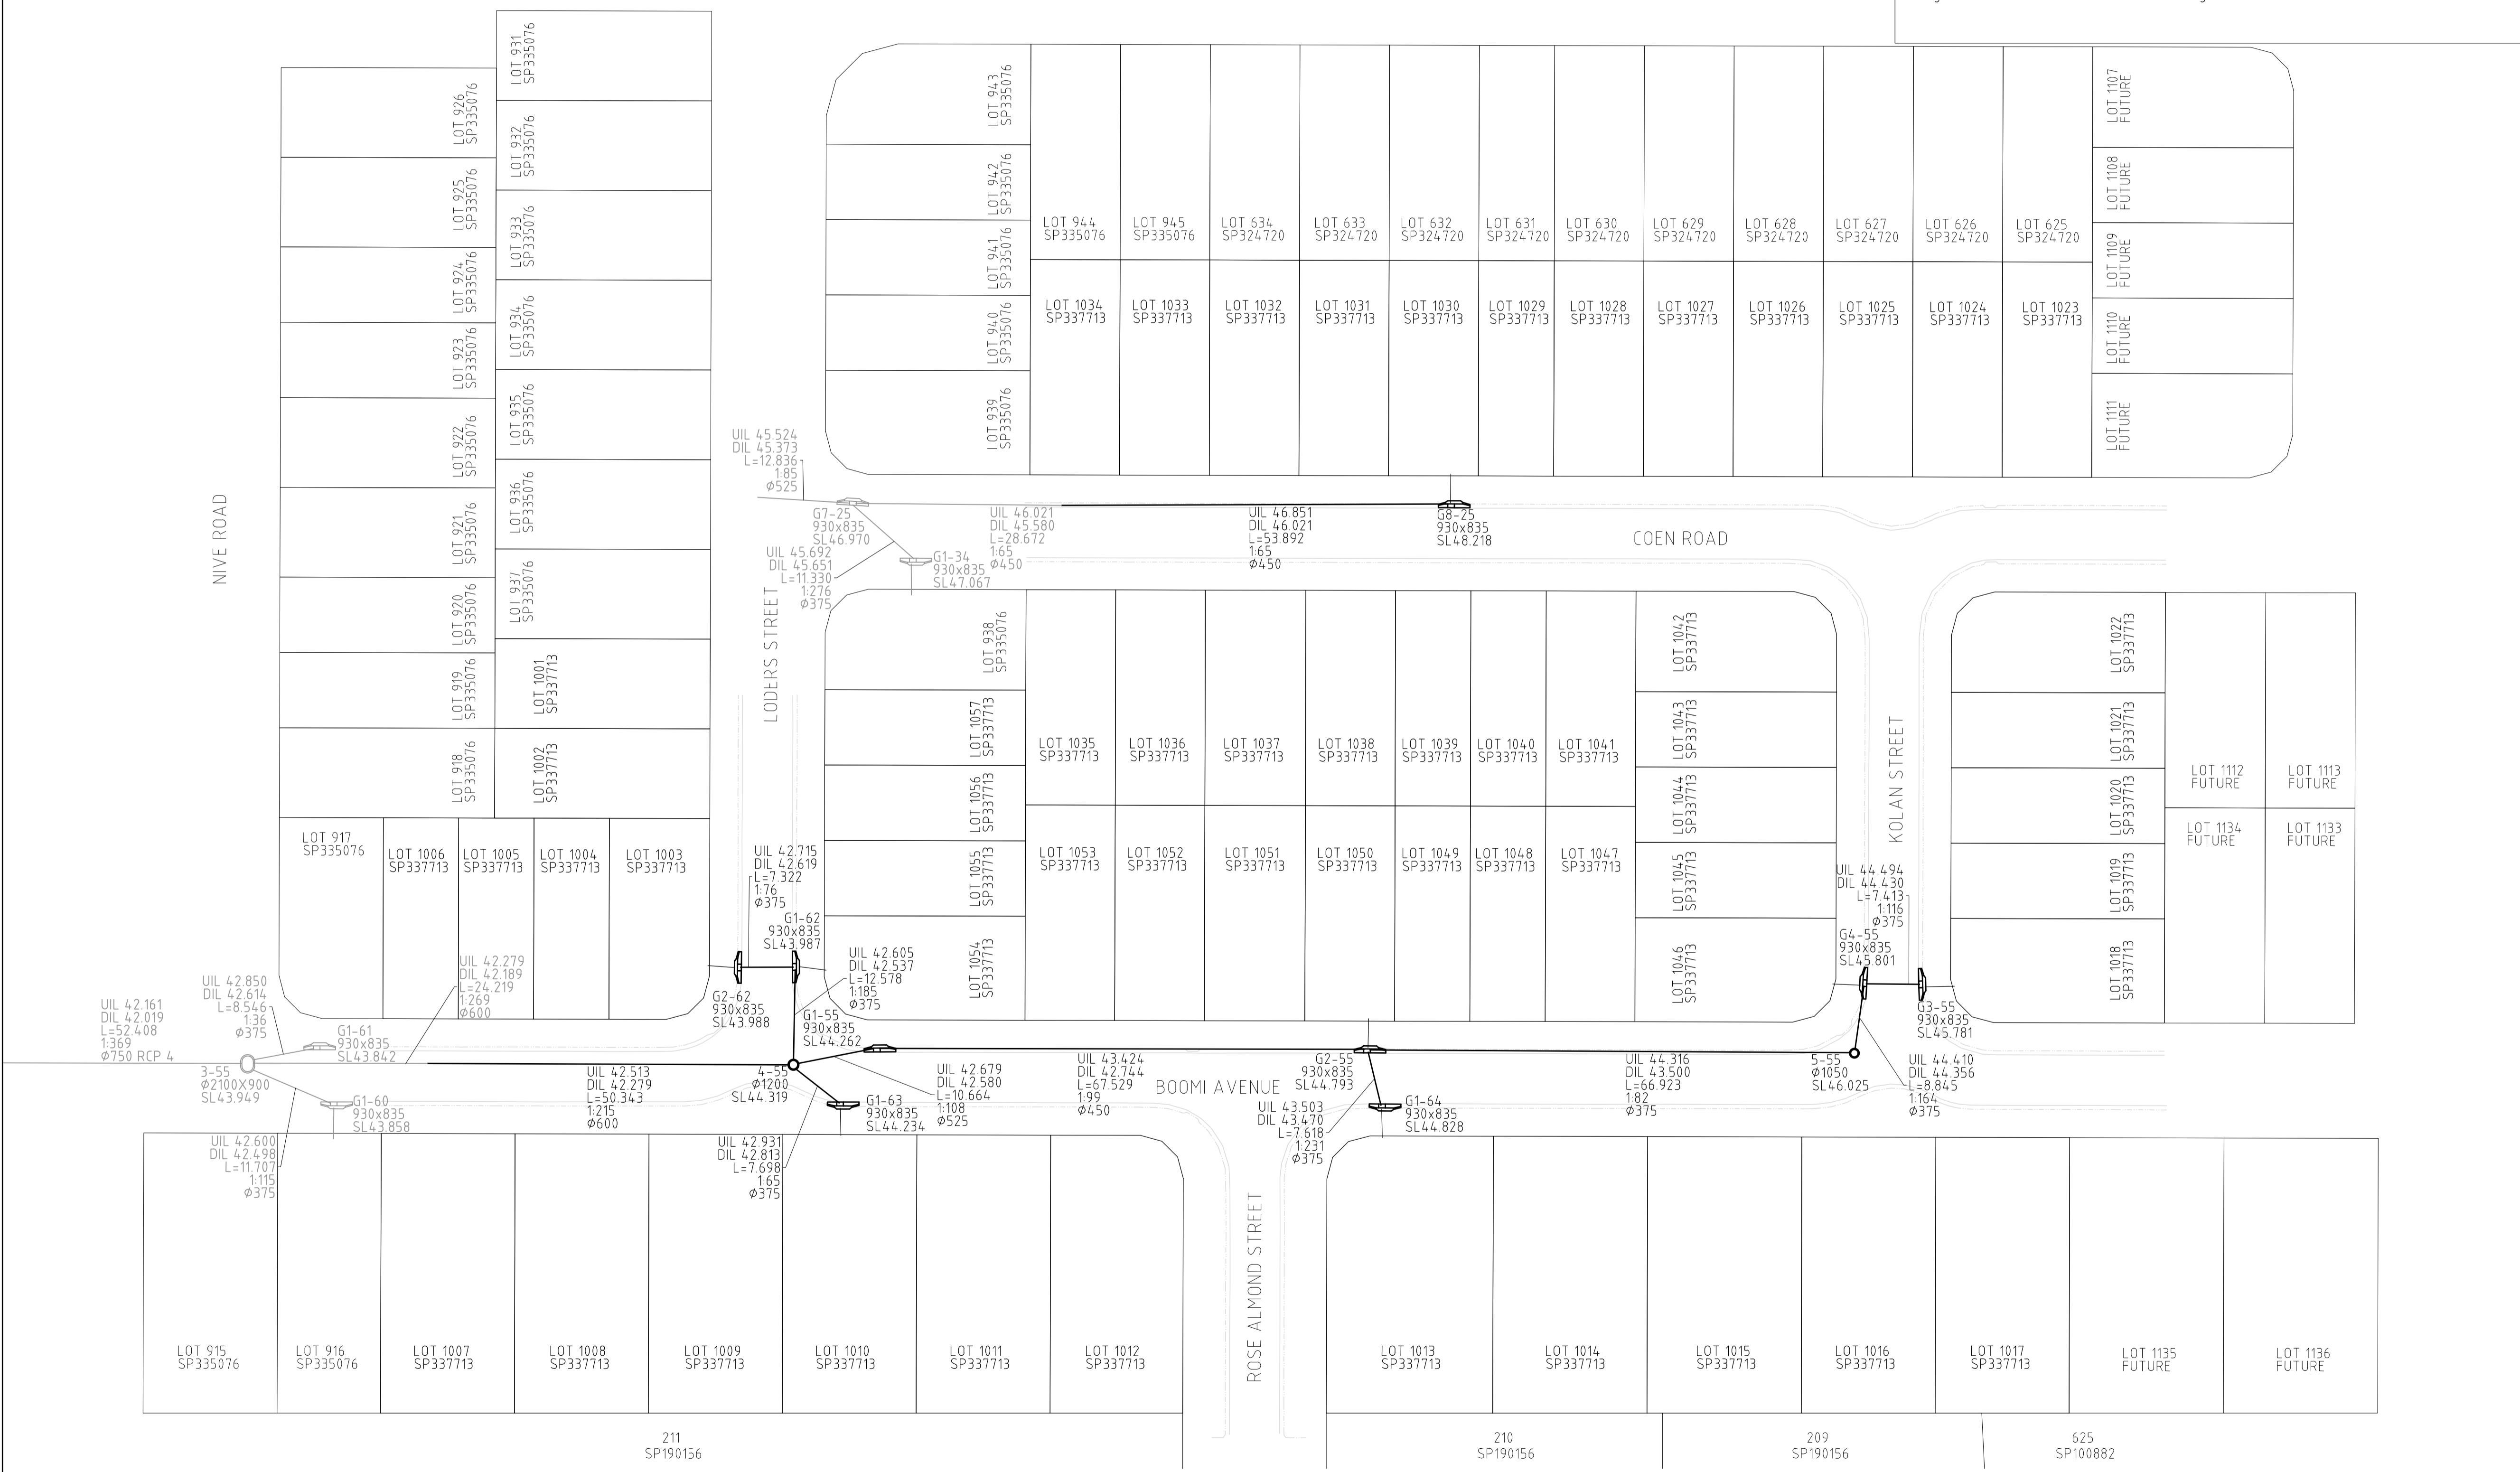 LOT 931
SP335076
LOT 926
SP335076
LOT 932
SP335076
LOT 925
SP335076
LOT 933
SP335076
LOT 924
SP335076
LOT 934
SP335076
LOT 923
SP335076
LOT 935
SP335076
LOT 922
SP335076
LOT 936
SP335076
LOT 921
SP335076
LOT 937
SP335076
LOT 920
SP335076
LOT 919
SP335076
LOT 1001
SP337713
LOT 918
SP335076
LOT 1002
SP337713
NIVE ROAD
LOT 917
SP335076
LOT 1006
SP337713
LOT 1005
SP337713
LOT 1004
SP337713
LOT 1003
SP337713
LOT 943
SP335076
LOT 942
SP335076
LOT 941
SP335076
LOT 940
SP335076
LOT 939
SP335076
LOT 944
SP335076
LOT 945
SP335076
LOT 634
SP324720
LOT 633
SP324720
LOT 632
SP324720
LOT 631
SP324720
LOT 630
SP324720
LOT 629
SP324720
LOT 628
SP324720
LOT 627
SP324720
LOT 626
SP324720
LOT 625
SP324720
LOT 1034
SP337713
LOT 1033
SP337713
LOT 1032
SP337713
LOT 1031
SP337713
LOT 1030
SP337713
LOT 1029
SP337713
LOT 1028
SP337713
LOT 1027
SP337713
LOT 1026
SP337713
LOT 1025
SP337713
LOT 1024
SP337713
LOT 1023
SP337713
LOT 1107
FUTURE
LOT 1108
FUTURE
LOT 1109
FUTURE
LOT 1110
FUTURE
LOT 1111
FUTURE
UIL 45.524
DIL 45.373
L=12.836
1:85
Ø525
G7-25
930x835
SL46.970
UIL 45.692
DIL 45.651
L=11.330
1:276
Ø375
G1-34
930x835
SL47.067
UIL 46.021
DIL 45.580
L=28.672
1:65
Ø450
UIL 46.851
DIL 46.021
L=53.892
1:65
Ø450
G8-25
930x835
SL48.218
COEN ROAD
LODERS STREET
LOT 938
SP335076
LOT 1057
SP337713
LOT 1056
SP337713
LOT 1055
SP337713
LOT 1054
SP337713
LOT 1035
SP337713
LOT 1036
SP337713
LOT 1037
SP337713
LOT 1038
SP337713
LOT 1039
SP337713
LOT 1040
SP337713
LOT 1041
SP337713
LOT 1053
SP337713
LOT 1052
SP337713
LOT 1051
SP337713
LOT 1050
SP337713
LOT 1049
SP337713
LOT 1048
SP337713
LOT 1047
SP337713
LOT 1042
SP337713
LOT 1043
SP337713
LOT 1044
SP337713
LOT 1045
SP337713
LOT 1046
SP337713
KOLAN STREET
LOT 1022
SP337713
LOT 1021
SP337713
LOT 1020
SP337713
LOT 1019
SP337713
LOT 1018
SP337713
LOT 1112
FUTURE
LOT 1113
FUTURE
LOT 1134
FUTURE
LOT 1133
FUTURE
UIL 42.715
DIL 42.619
L=7.322
1:76
Ø375
G1-62
930x835
SL43.987
UIL 42.605
DIL 42.537
L=12.578
1:185
Ø375
G2-62
930x835
SL43.988
G1-55
930x835
SL44.262
UIL 44.494
DIL 44.430
L=7.413
1:116
Ø375
G4-55
930x835
SL45.801
G3-55
930x835
SL45.781
UIL 42.161
DIL 42.019
L=52.408
1:369
Ø750 RCP 4
UIL 42.850
DIL 42.614
L=8.546
1:36
Ø375
UIL 42.279
DIL 42.189
L=24.219
1:269
Ø600
G1-61
930x835
SL43.842
3-55
Ø2100X900
SL43.949
G1-60
930x835
SL43.858
UIL 42.600
DIL 42.498
L=11.707
1:115
Ø375
UIL 42.513
DIL 42.279
L=50.343
1:215
Ø600
4-55
Ø1200
SL44.319
G1-63
930x835
SL44.234
UIL 42.931
DIL 42.813
L=7.698
1:65
Ø375
UIL 42.679
DIL 42.580
L=10.664
1:108
Ø525
UIL 43.424
DIL 42.744
L=67.529
1:99
Ø450
BOOMI AVENUE
G2-55
930x835
SL44.793
UIL 43.503
DIL 43.470
L=7.618
1:231
Ø375
G1-64
930x835
SL44.828
UIL 44.316
DIL 43.500
L=66.923
1:82
Ø375
5-55
Ø1050
SL46.025
UIL 44.410
DIL 44.356
L=8.845
1:164
Ø375
ROSE ALMOND STREET
LOT 915
SP335076
LOT 916
SP335076
LOT 1007
SP337713
LOT 1008
SP337713
LOT 1009
SP337713
LOT 1010
SP337713
LOT 1011
SP337713
LOT 1012
SP337713
LOT 1013
SP337713
LOT 1014
SP337713
LOT 1015
SP337713
LOT 1016
SP337713
LOT 1017
SP337713
LOT 1135
FUTURE
LOT 1136
FUTURE
211
SP190156
210
SP190156
209
SP190156
625
SP100882